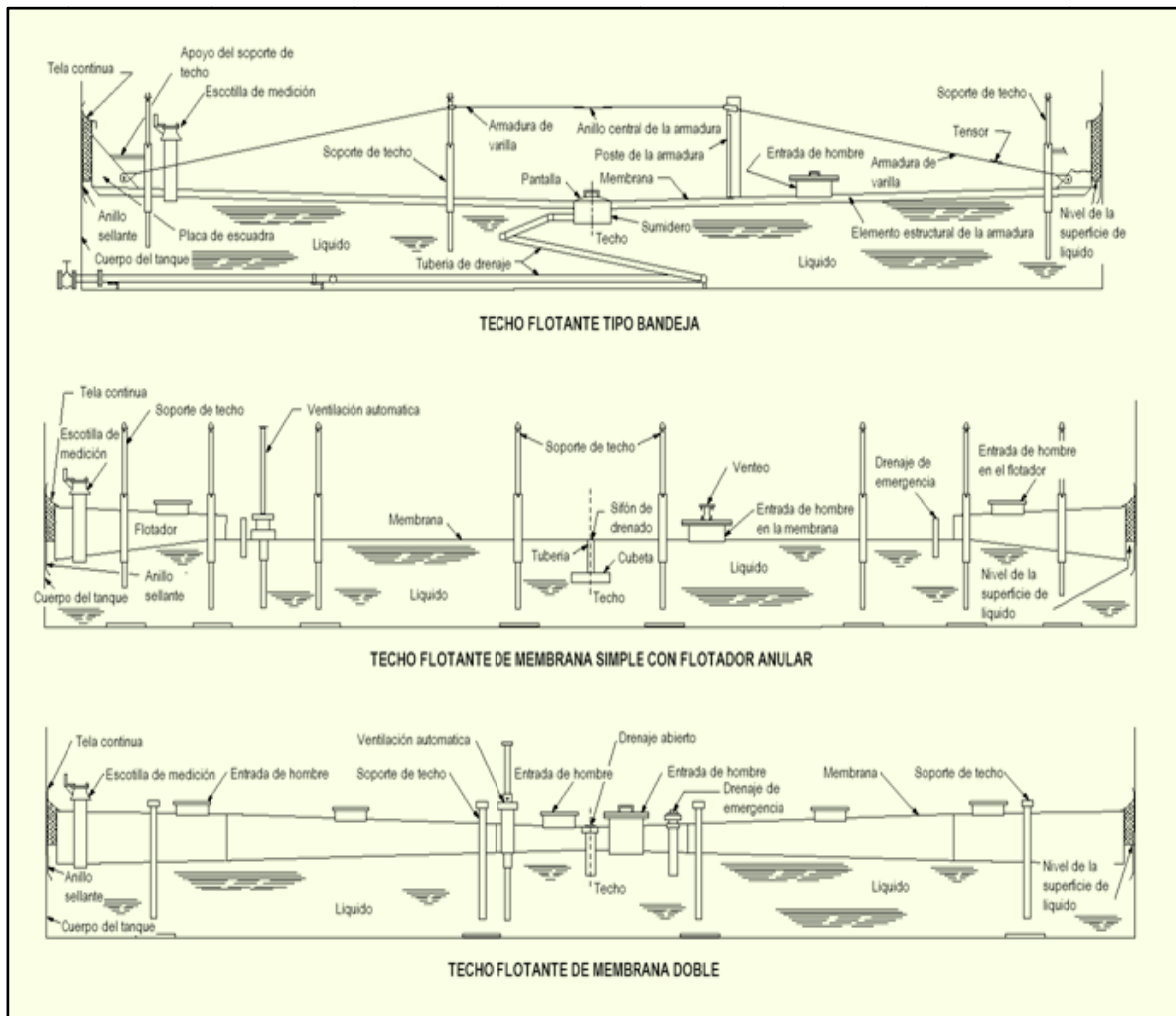 Tela continua
Apoyo del soporte de
techo
Escotilla de medición
Soporte de techo
Armadura de
varilla
Anillo central de la armadura
Poste de la armadura
Entrada de hombre
Soporte de techo
Tensor
Armadura de
varilla
Pantalla
Membrana
Anillo
sellante
Placa de escuadra
Cuerpo del tanque
Líquido
Sumidero
Techo
Tubería de drenaje
Elemento estructural de la armadura
Líquido
Nivel de la
superficie de
líquido
TECHO FLOTANTE TIPO BANDEJA
Tela continua
Soporte de techo
Ventilación automatica
Escotilla de
medición
Soporte de techo
Venteo
Drenaje de
emergencia
Entrada de hombre
en el flotador
Flotador
Membrana
Sifón de
drenado
Entrada de hombre
en la membrana
Tubería
Cubeta
Techo
Anillo
sellante
Cuerpo del tanque
Líquido
Líquido
Nivel de la
superficie de
líquido
TECHO FLOTANTE DE MEMBRANA SIMPLE CON FLOTADOR ANULAR
Tela continua
Escotilla de medición
Entrada de hombre
Ventilación automatica
Soporte de techo
Drenaje abierto
Entrada de hombre
Entrada de hombre
Drenaje de
emergencia
Membrana
Soporte de techo
Anillo
sellante
Cuerpo del tanque
Líquido
Techo
Líquido
Nivel de la
superficie de
líquido
TECHO FLOTANTE DE MEMBRANA DOBLE